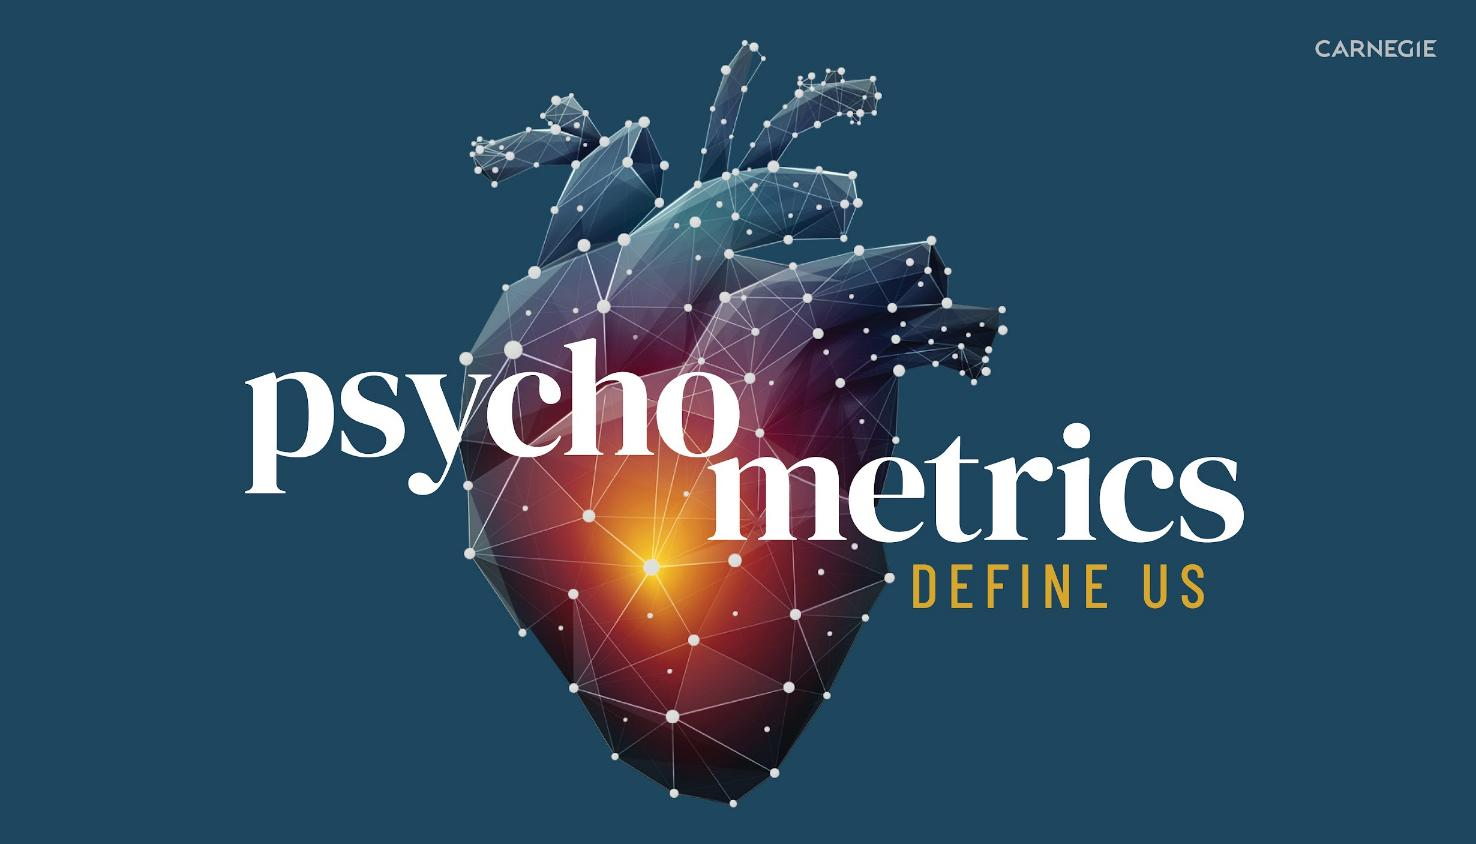 CARNEGIE
psycho
metrics
DEFINE US